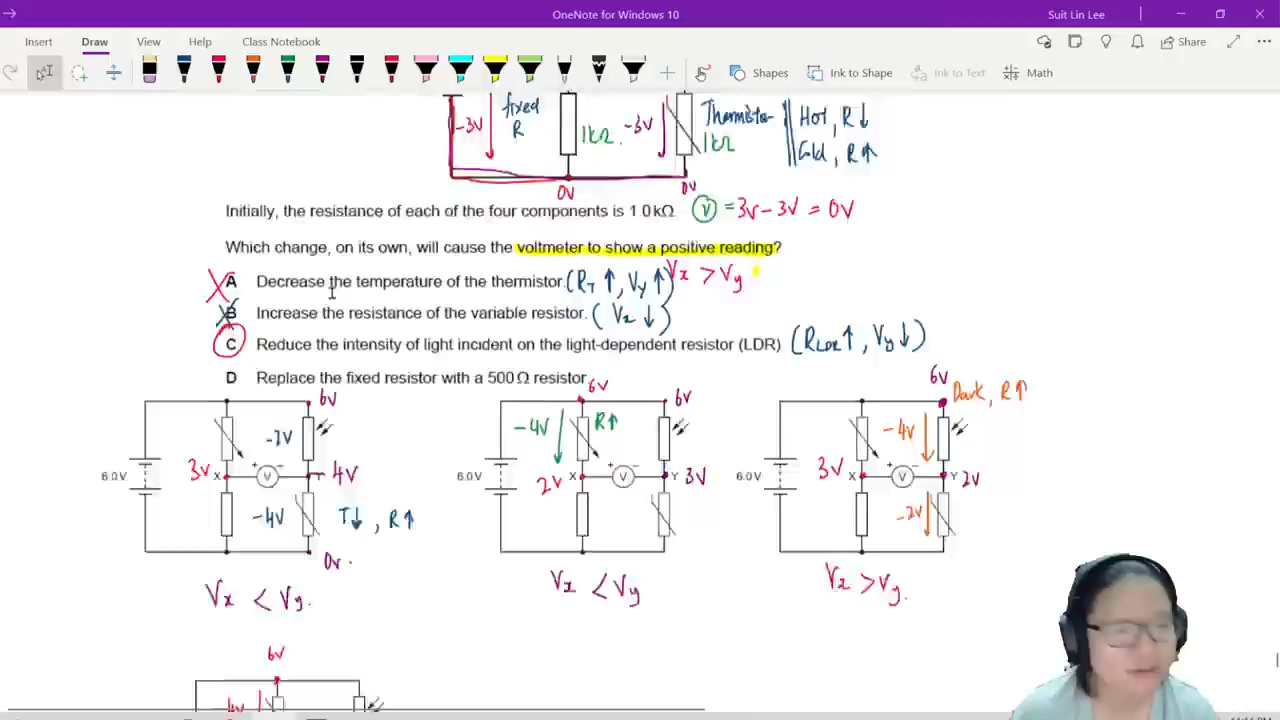 OneNote for Windows 10
Suit Lin Lee
Insert
Draw
View
Help
Class Notebook
Share
Shapes
Ink to Shape
Ink to Text
Math
-3V
fixed
R
1kΩ
-3V
Thermistor
1kΩ
Hot, R↓
Cold, R↑
0V
0V
Initially, the resistance of each of the four components is 1.0 kΩ.
V = 3V - 3V = 0V
Which change, on its own, will cause the voltmeter to show a positive reading?
Vx > Vy
A Decrease the temperature of the thermistor. (RT ↑, Vy ↑)
B Increase the resistance of the variable resistor. (Vx ↓)
C Reduce the intensity of light incident on the light-dependent resistor (LDR) (RLDR ↑, Vy ↓)
D Replace the fixed resistor with a 500 Ω resistor
6V
3V
X
+ V -
Y
4V
6.0 V
-4V
T↓, R↑
0V.
Vx < Vy.
6V
6V
-4V
R↑
2V
X
+ V -
Y
3V
6.0 V
Vx < Vy
6V
Dark, R↑
-4V
3V
X
+ V -
Y
2V
6.0 V
-2V
Vx > Vy.
6V